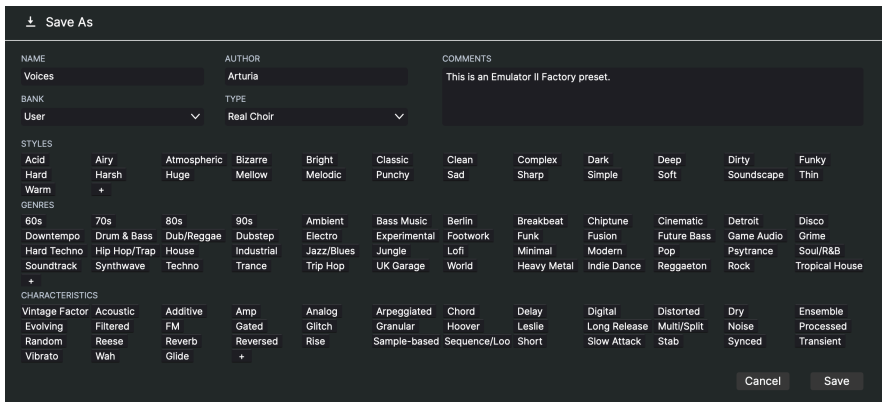 Save As
NAME AUTHOR COMMENTS
Voices Arturia This is an Emulator II Factory preset.
BANK TYPE
User Real Choir
STYLES
Acid Airy Atmospheric Bizarre Bright Classic Clean Complex Dark Deep Dirty Funky
Hard Harsh Huge Mellow Melodic Punchy Sad Sharp Simple Soft Soundscape Thin
Warm +
GENRES
60s 70s 80s 90s Ambient Bass Music Berlin Breakbeat Chiptune Cinematic Detroit Disco
Downtempo Drum & Bass Dub/Reggae Dubstep Electro Experimental Footwork Funk Fusion Future Bass Game Audio Grime
Hard Techno Hip Hop/Trap House Industrial Jazz/Blues Jungle Lofi Minimal Modern Pop Psytrance Soul/R&B
Soundtrack Synthwave Techno Trance Trip Hop UK Garage World Heavy Metal Indie Dance Reggaeton Rock Tropical House
+
CHARACTERISTICS
Vintage Factor Acoustic Additive Amp Analog Arpeggiated Chord Delay Digital Distorted Dry Ensemble
Evolving Filtered FM Gated Glitch Granular Hoover Leslie Long Release Multi/Split Noise Processed
Random Reese Reverb Reversed Rise Sample-based Sequence/Loo Short Slow Attack Stab Synced Transient
Vibrato Wah Glide +
Cancel Save